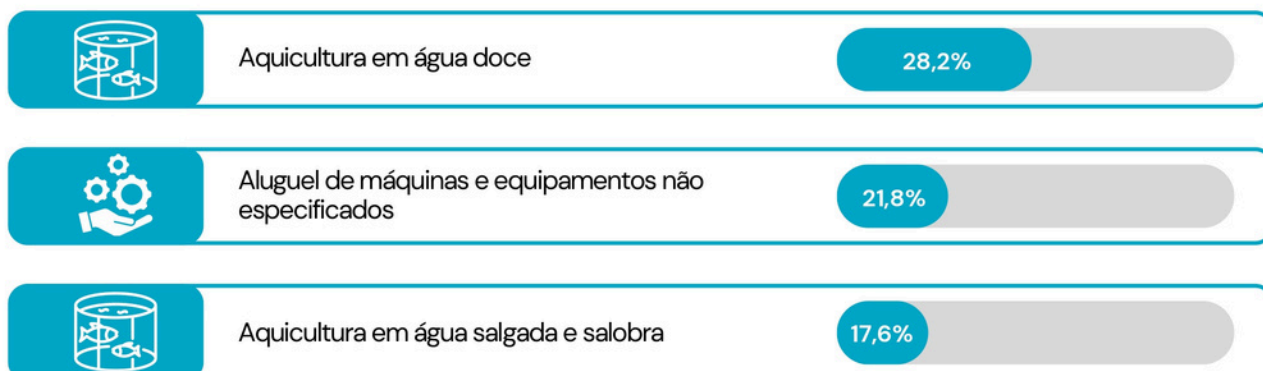 Aquicultura em água doce
28,2%
Aluguel de máquinas e equipamentos não
especificados
21,8%
Aquicultura em água salgada e salobra
17,6%